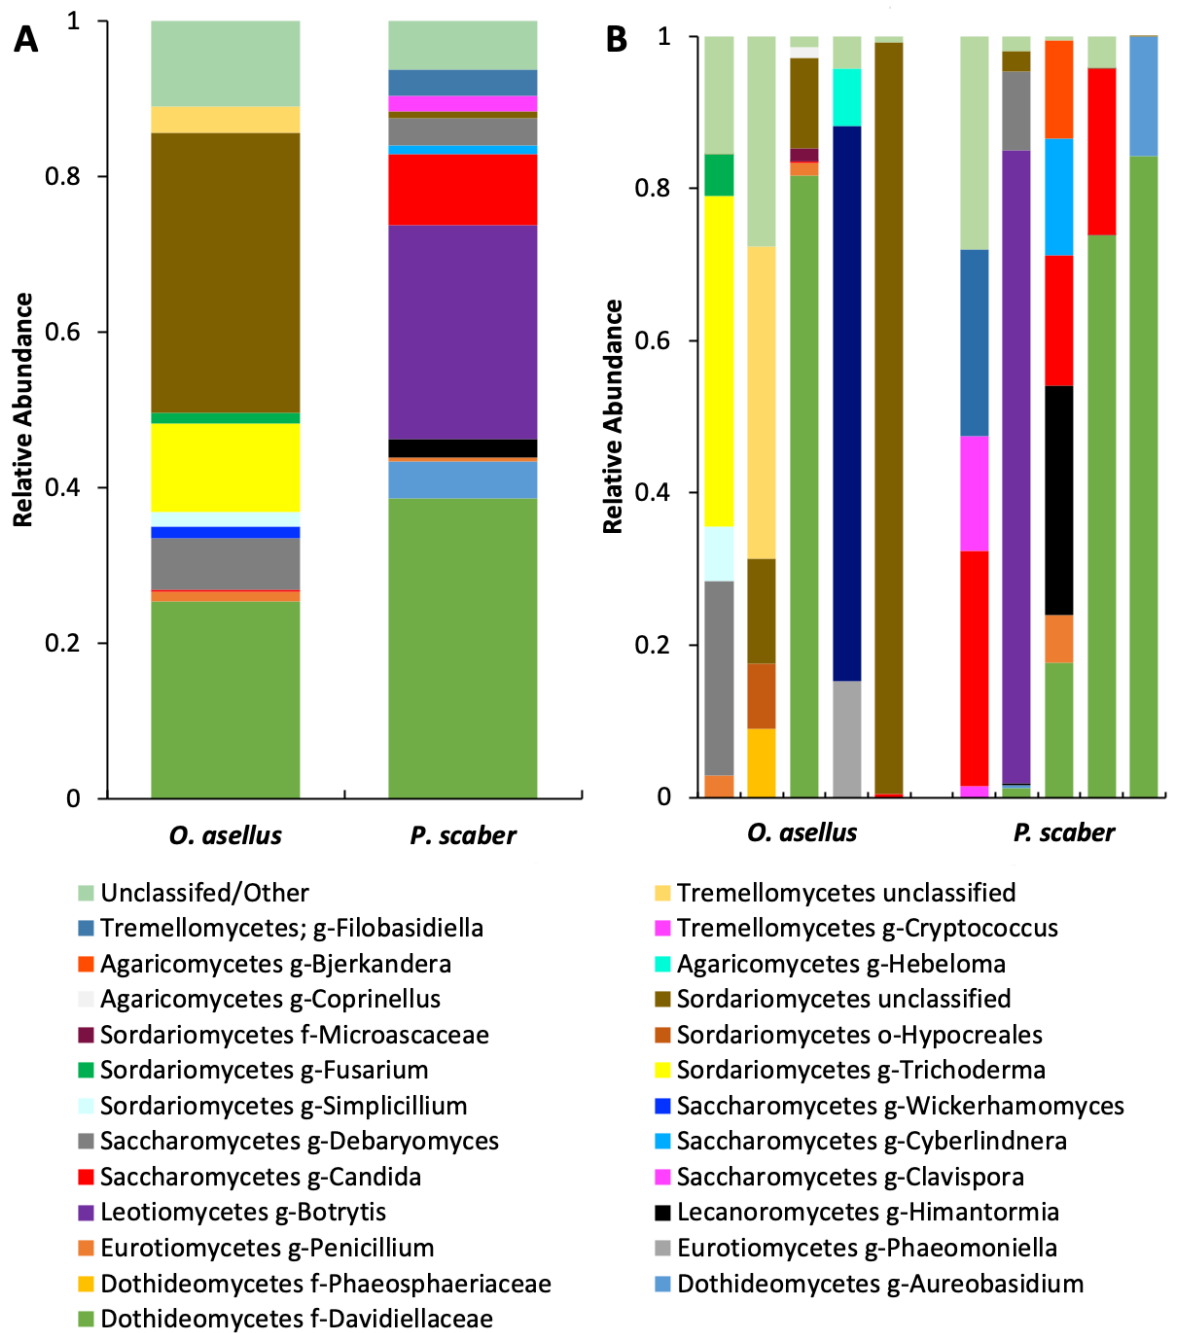 A
B
1
0.8
0.6
0.4
0.2
0
Relative Abundance
O. asellus
P. scaber
1
0.8
0.6
0.4
0.2
0
Relative Abundance
O. asellus
P. scaber
Unclassifed/Other
Tremellomycetes; g-Filobasidiella
Agaricomycetes g-Bjerkandera
Agaricomycetes g-Coprinellus
Sordariomycetes f-Microascaceae
Sordariomycetes g-Fusarium
Sordariomycetes g-Simplicillium
Saccharomycetes g-Debaryomyces
Saccharomycetes g-Candida
Leotiomycetes g-Botrytis
Eurotiomycetes g-Penicillium
Dothideomycetes f-Phaeosphaeriaceae
Dothideomycetes f-Davidiellaceae
Tremellomycetes unclassified
Tremellomycetes g-Cryptococcus
Agaricomycetes g-Hebeloma
Sordariomycetes unclassified
Sordariomycetes o-Hypocreales
Sordariomycetes g-Trichoderma
Saccharomycetes g-Wickerhamomyces
Saccharomycetes g-Cyberlindnera
Saccharomycetes g-Clavispora
Lecanoromycetes g-Himantormia
Eurotiomycetes g-Phaeomoniella
Dothideomycetes g-Aureobasidium